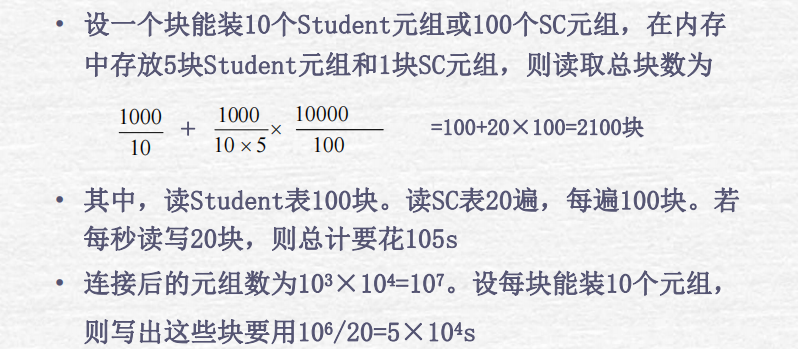 • 设一个块能装10个Student元组或100个SC元组，在内存
中存放5块Student元组和1块SC元组，则读取总块数为
1000/10 + 1000/(10×5) × 10000/100 =100+20×100=2100块
• 其中，读Student表100块。读SC表20遍，每遍100块。若
每秒读写20块，则总计要花105s
• 连接后的元组数为10³×10⁴=10⁷。设每块能装10个元组，
则写出这些块要用10⁶/20=5×10⁴s